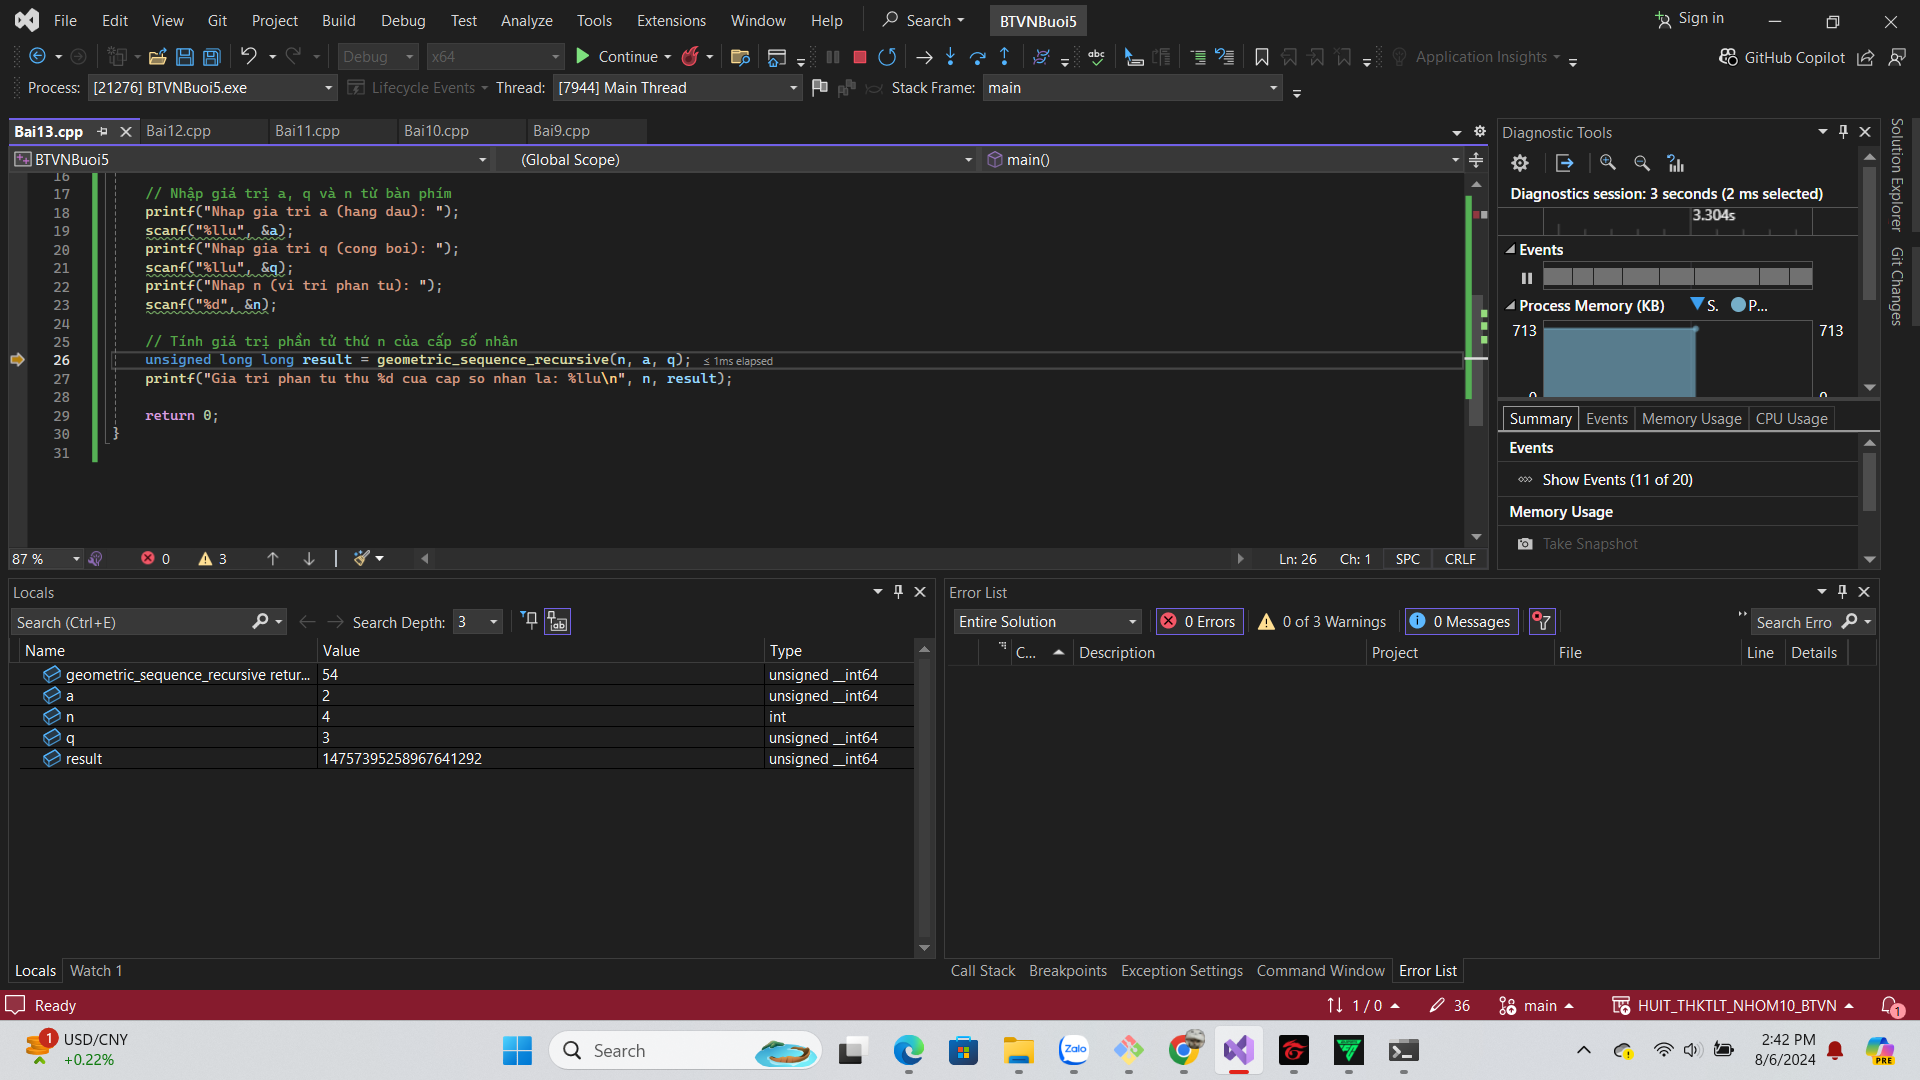 File Edit View Git Project Build Debug Test Analyze Tools Extensions Window Help Search BTVNBuoi5 Sign in
Debug x64 Continue abc Application Insights GitHub Copilot
Process: [21276] BTVNBuoi5.exe Lifecycle Events Thread: [7944] Main Thread Stack Frame: main
Bai13.cpp Bai12.cpp Bai11.cpp Bai10.cpp Bai9.cpp
BTVNBuoi5 (Global Scope) main()
16
17 // Nhập giá trị a, q và n từ bàn phím
18 printf("Nhap gia tri a (hang dau): ");
19 scanf("%llu", &a);
20 printf("Nhap gia tri q (cong boi): ");
21 scanf("%llu", &q);
22 printf("Nhap n (vi tri phan tu): ");
23 scanf("%d", &n);
24
25 // Tính giá trị phần tử thứ n của cấp số nhân
26 unsigned long long result = geometric_sequence_recursive(n, a, q); ≤ 1ms elapsed
27 printf("Gia tri phan tu thu %d cua cap so nhan la: %llu\n", n, result);
28
29 return 0;
30 }
31
87 % 0 3 Ln: 26 Ch: 1 SPC CRLF
Diagnostic Tools
Diagnostics session: 3 seconds (2 ms selected)
3.304s
Events
Process Memory (KB) S. P...
713 713
0 0
Summary Events Memory Usage CPU Usage
Events
Show Events (11 of 20)
Memory Usage
Take Snapshot
Solution Explorer
Git Changes
Locals
Search (Ctrl+E) Search Depth: 3
Name Value Type
geometric_sequence_recursive retur... 54 unsigned __int64
a 2 unsigned __int64
n 4 int
q 3 unsigned __int64
result 14757395258967641292 unsigned __int64
Locals Watch 1
Error List
Entire Solution 0 Errors 0 of 3 Warnings 0 Messages Search Erro
C... Description Project File Line Details
Call Stack Breakpoints Exception Settings Command Window Error List
Ready 1 / 0 36 main HUIT_THKTLT_NHOM10_BTVN 1
1 USD/CNY
+0.22%
Search
Zalo
2:42 PM
8/6/2024
PRE